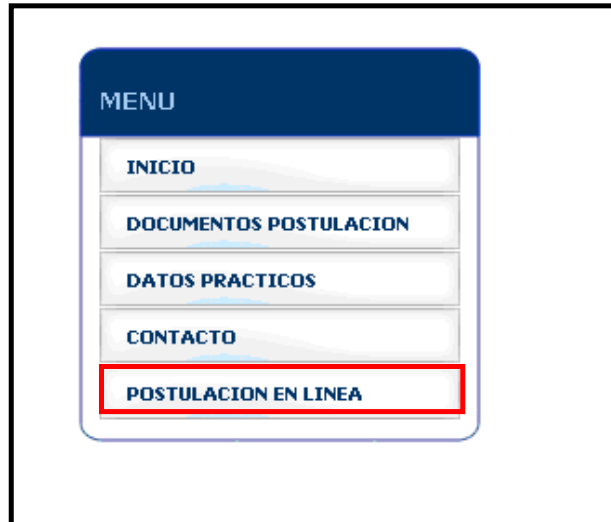 MENU
INICIO
DOCUMENTOS POSTULACION
DATOS PRACTICOS
CONTACTO
POSTULACION EN LINEA